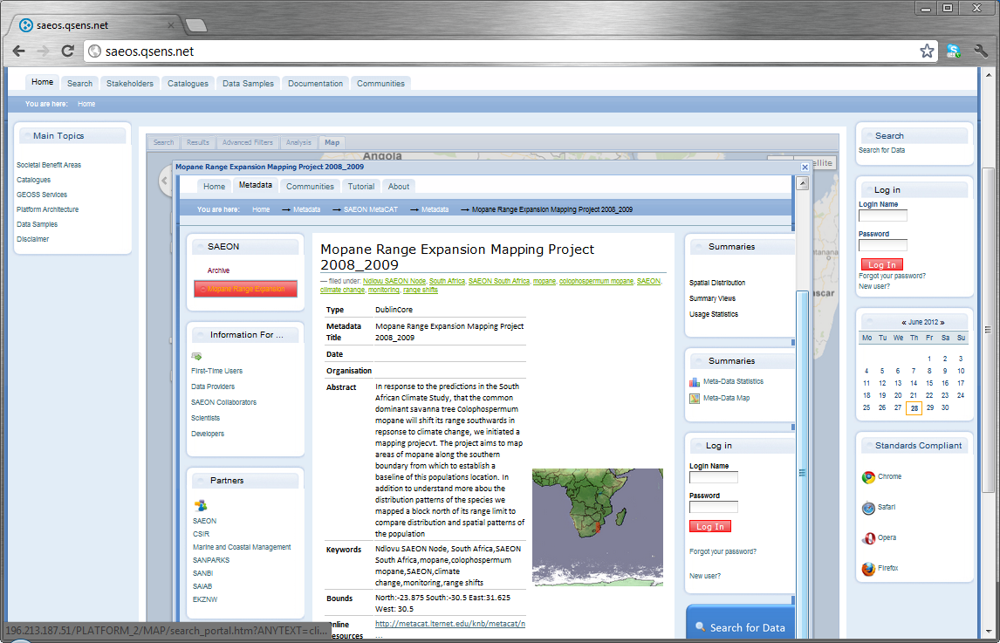 saeos.qsens.net
saeos.qsens.net
Home Search Stakeholders Catalogues Data Samples Documentation Communities
You are here: Home
Main Topics
Societal Benefit Areas
Catalogues
GEOSS Services
Platform Architecture
Data Samples
Disclaimer
Search Results Advanced Filters Analysis Map
Angola
Mopane Range Expansion Mapping Project 2008_2009
Home Metadata Communities Tutorial About
You are here: Home → Metadata → SAEON MetaCAT → Metadata → Mopane Range Expansion Mapping Project 2008_2009
SAEON
Archive
Mopane Range Expansion
Information For ...
First-Time Users
Data Providers
SAEON Collaborators
Scientists
Developers
Partners
SAEON
CSIR
Marine and Coastal Management
SANPARKS
SANBI
SAIAB
EKZNW
Mopane Range Expansion Mapping Project
2008_2009
— filed under: Ndlovu SAEON Node, South Africa, SAEON South Africa, mopane, colophospermum mopane, SAEON,
climate change, monitoring, range shifts
Type DublinCore
Metadata Title Mopane Range Expansion Mapping Project
2008_2009
Date
Organisation
Abstract In response to the predictions in the South
African Climate Study, that the common
dominant savanna tree Colophospermum
mopane will shift its range southwards in
repsonse to climate change, we initiated a
mapping projecvt. The project aims to map
areas of mopane along the southern
boundary from which to establish a
baseline of this populations location. In
addition to understand more abou the
distribution patterns of the species we
mapped a block north of its range limit to
compare distribution and spatial patterns of
the population
Keywords Ndlovu SAEON Node, South Africa,SAEON
South Africa,mopane,colophospermum
mopane,SAEON,climate
change,monitoring,range shifts
Bounds North:-23.875 South:-30.5 East:31.625
West: 30.5
Online Resources http://metacat.lternet.edu/knb/metacat/n
...
Summaries
Spatial Distribution
Summary Views
Usage Statistics
Summaries
Meta-Data Statistics
Meta-Data Map
Log in
Login Name
Password
Log In
Forgot your password?
New user?
Search for Data
ellite
ntanana
ascar
Search
Search for Data
Log in
Login Name
Password
Log In
Forgot your password?
New user?
« June 2012 »
Mo Tu We Th Fr Sa Su
1 2 3
4 5 6 7 8 9 10
11 12 13 14 15 16 17
18 19 20 21 22 23 24
25 26 27 28 29 30
Standards Compliant
Chrome
Safari
Opera
Firefox
196.213.187.51/PLATFORM_2/MAP/search_portal.htm?ANYTEXT=cli...